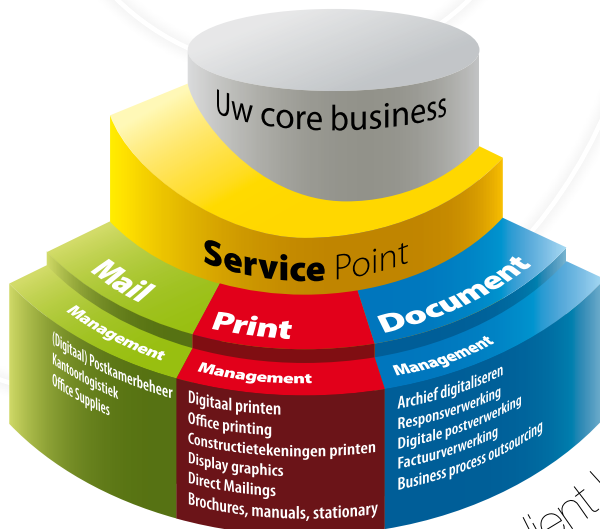 Uw core business
Service Point
Mail
Management
(Digitaal) Postkamerbeheer
Kantoorlogistiek
Office Supplies
Print
Management
Digitaal printen
Office printing
Constructietekeningen printen
Display graphics
Direct Mailings
Brochures, manuals, stationary
Document
Management
Archief digitaliseren
Responsverwerking
Digitale postverwerking
Factuurverwerking
Business process outsourcing